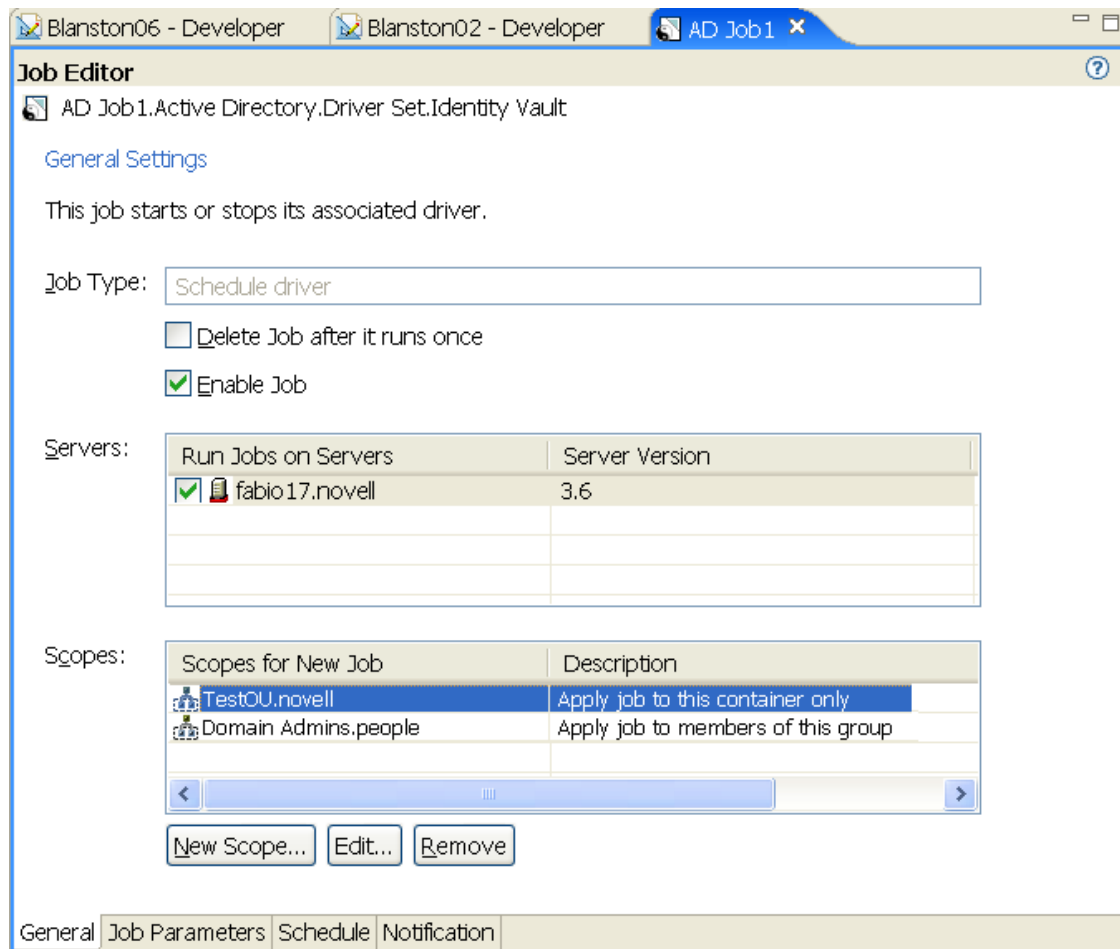 Blanston06 - Developer Blanston02 - Developer AD Job1
Job Editor
AD Job1.Active Directory.Driver Set.Identity Vault
General Settings
This job starts or stops its associated driver.
Job Type: Schedule driver
Delete Job after it runs once
Enable Job
Servers: Run Jobs on Servers Server Version
fabio17.novell 3.6
Scopes: Scopes for New Job Description
TestOU.novell Apply job to this container only
Domain Admins.people Apply job to members of this group
New Scope... Edit... Remove
General Job Parameters Schedule Notification